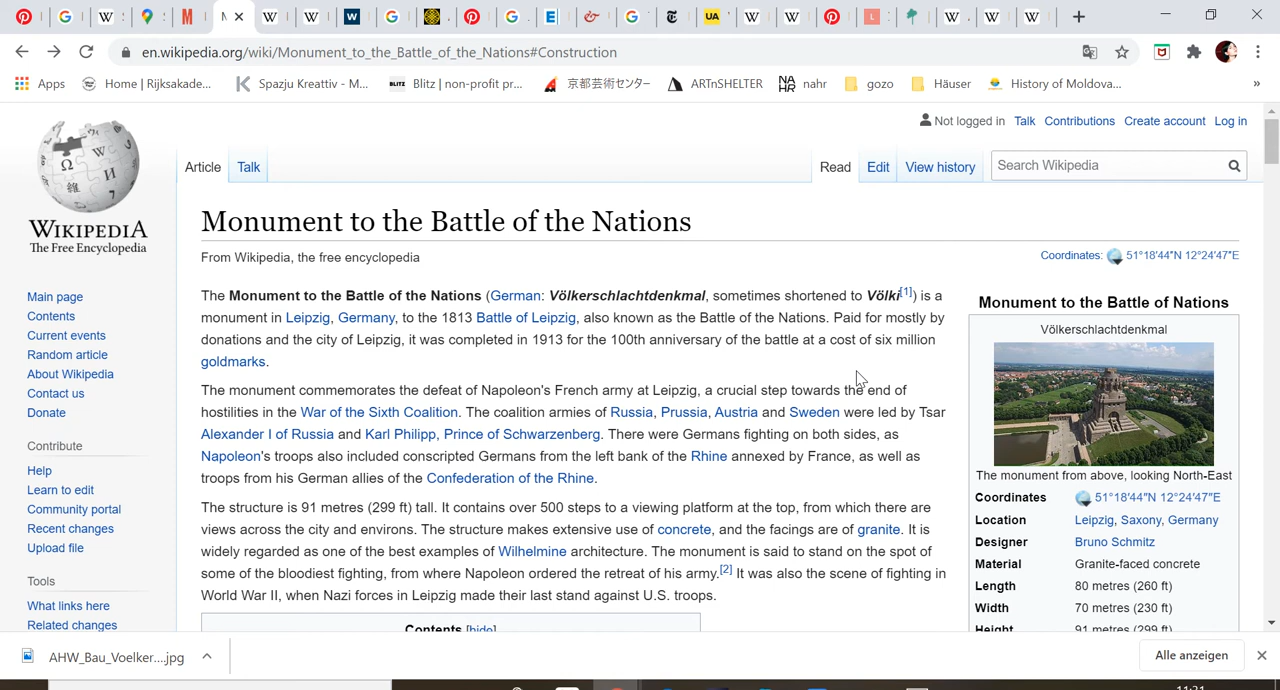 en.wikipedia.org/wiki/Monument_to_the_Battle_of_the_Nations#Construction
Apps Home | Rijksakade... Spazju Kreattiv - M... BLITZ Blitz | non-profit pr... 京都芸術センター ARTnSHELTER nahr gozo Häuser History of Moldova... »
Not logged in Talk Contributions Create account Log in
Article Talk Read Edit View history Search Wikipedia
WIKIPEDIA
The Free Encyclopedia
Main page
Contents
Current events
Random article
About Wikipedia
Contact us
Donate
Contribute
Help
Learn to edit
Community portal
Recent changes
Upload file
Tools
What links here
Related changes
Monument to the Battle of the Nations
From Wikipedia, the free encyclopedia
Coordinates: 51°18′44″N 12°24′47″E
The Monument to the Battle of the Nations (German: Völkerschlachtdenkmal, sometimes shortened to Völki[1]) is a
monument in Leipzig, Germany, to the 1813 Battle of Leipzig, also known as the Battle of the Nations. Paid for mostly by
donations and the city of Leipzig, it was completed in 1913 for the 100th anniversary of the battle at a cost of six million
goldmarks.
The monument commemorates the defeat of Napoleon's French army at Leipzig, a crucial step towards the end of
hostilities in the War of the Sixth Coalition. The coalition armies of Russia, Prussia, Austria and Sweden were led by Tsar
Alexander I of Russia and Karl Philipp, Prince of Schwarzenberg. There were Germans fighting on both sides, as
Napoleon's troops also included conscripted Germans from the left bank of the Rhine annexed by France, as well as
troops from his German allies of the Confederation of the Rhine.
The structure is 91 metres (299 ft) tall. It contains over 500 steps to a viewing platform at the top, from which there are
views across the city and environs. The structure makes extensive use of concrete, and the facings are of granite. It is
widely regarded as one of the best examples of Wilhelmine architecture. The monument is said to stand on the spot of
some of the bloodiest fighting, from where Napoleon ordered the retreat of his army.[2] It was also the scene of fighting in
World War II, when Nazi forces in Leipzig made their last stand against U.S. troops.
Contents [hide]
Monument to the Battle of Nations
Völkerschlachtdenkmal
The monument from above, looking North-East
Coordinates 51°18′44″N 12°24′47″E
Location Leipzig, Saxony, Germany
Designer Bruno Schmitz
Material Granite-faced concrete
Length 80 metres (260 ft)
Width 70 metres (230 ft)
Height 91 metres (299 ft)
AHW_Bau_Voelker....jpg
Alle anzeigen